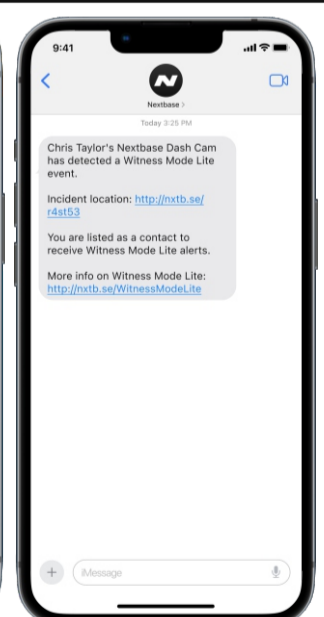 9:41
Nextbase >
Today 3:25 PM
Chris Taylor's Nextbase Dash Cam
has detected a Witness Mode Lite
event.
Incident location: http://nxtb.se/
r4st53
You are listed as a contact to
receive Witness Mode Lite alerts.
More info on Witness Mode Lite:
http://nxtb.se/WitnessModeLite
iMessage